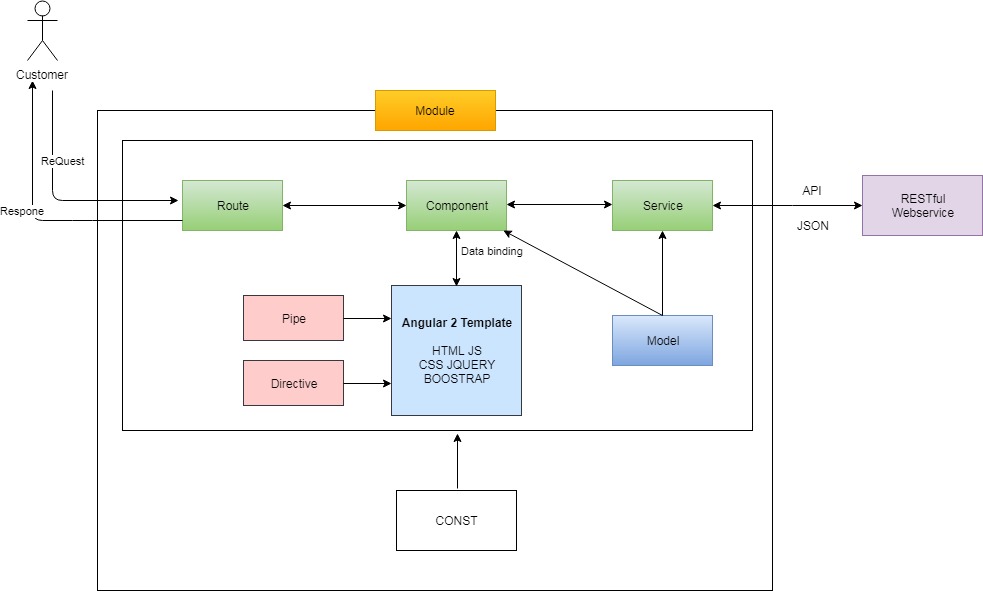 Customer
Module
ReQuest
Respone
Route
Component
Service
API
JSON
RESTful
Webservice
Data binding
Pipe
Directive
Angular 2 Template
HTML JS
CSS JQUERY
BOOSTRAP
Model
CONST